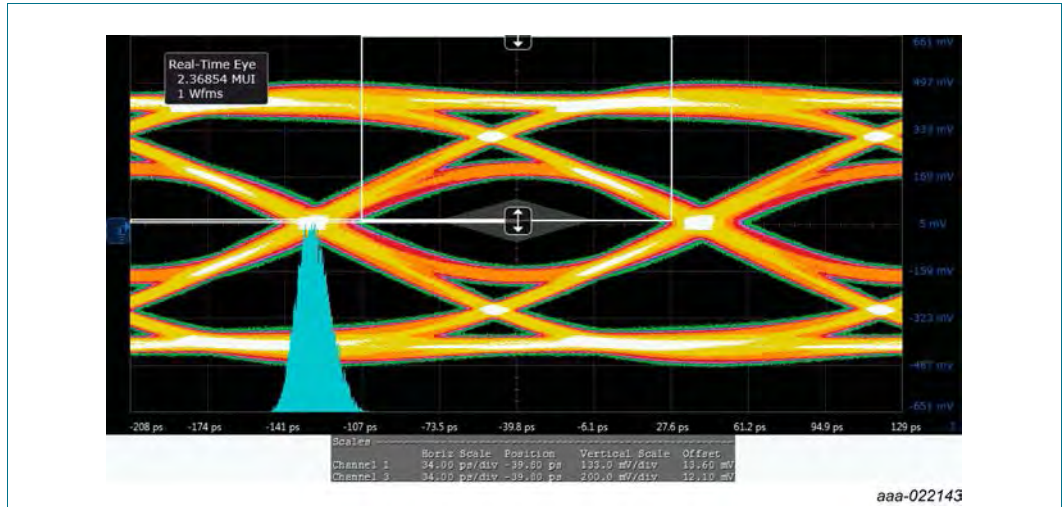 661 mV
Real-Time Eye
2.36854 MUI
1 Wfms
497 mV
333 mV
169 mV
5 mV
-159 mV
-323 mV
-487 mV
-651 mV
-208 ps -174 ps -141 ps -107 ps -73.5 ps -39.8 ps -6.1 ps 27.6 ps 61.2 ps 94.9 ps 129 ps
Scales
Horiz Scale Position Vertical Scale Offset
Channel 1 34.00 ps/div -39.80 ps 133.0 mV/div 13.60 mV
Channel 3 34.00 ps/div -39.80 ps 200.0 mV/div 12.10 mV
aaa-022143